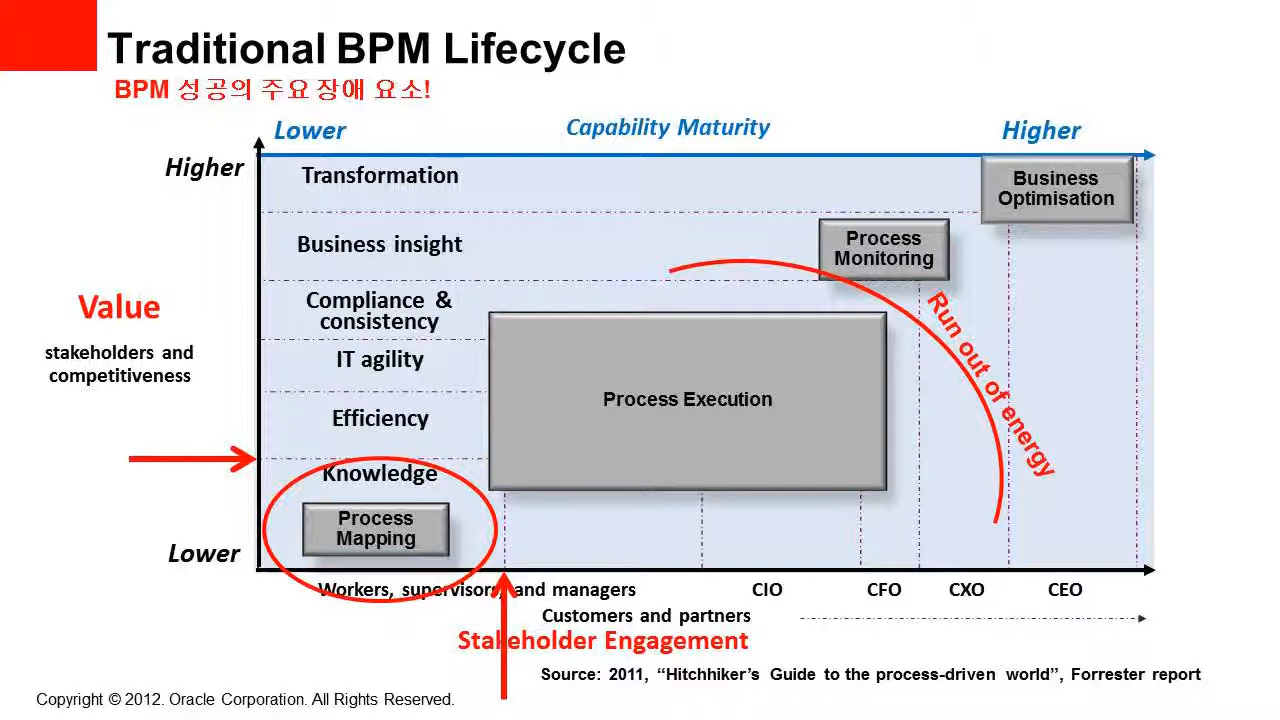 Traditional BPM Lifecycle
BPM 성공의 주요 장애 요소!
Lower
Capability Maturity
Higher
Higher
Transformation
Business
Optimisation
Business insight
Process
Monitoring
Value
stakeholders and
competitiveness
Compliance &
consistency
IT agility
Efficiency
Knowledge
Process Execution
Run out of energy
Process
Mapping
Lower
Workers, supervisors, and managers
CIO
CFO
CXO
CEO
Customers and partners
Stakeholder Engagement
Source: 2011, “Hitchhiker’s Guide to the process-driven world”, Forrester report
Copyright © 2012. Oracle Corporation. All Rights Reserved.